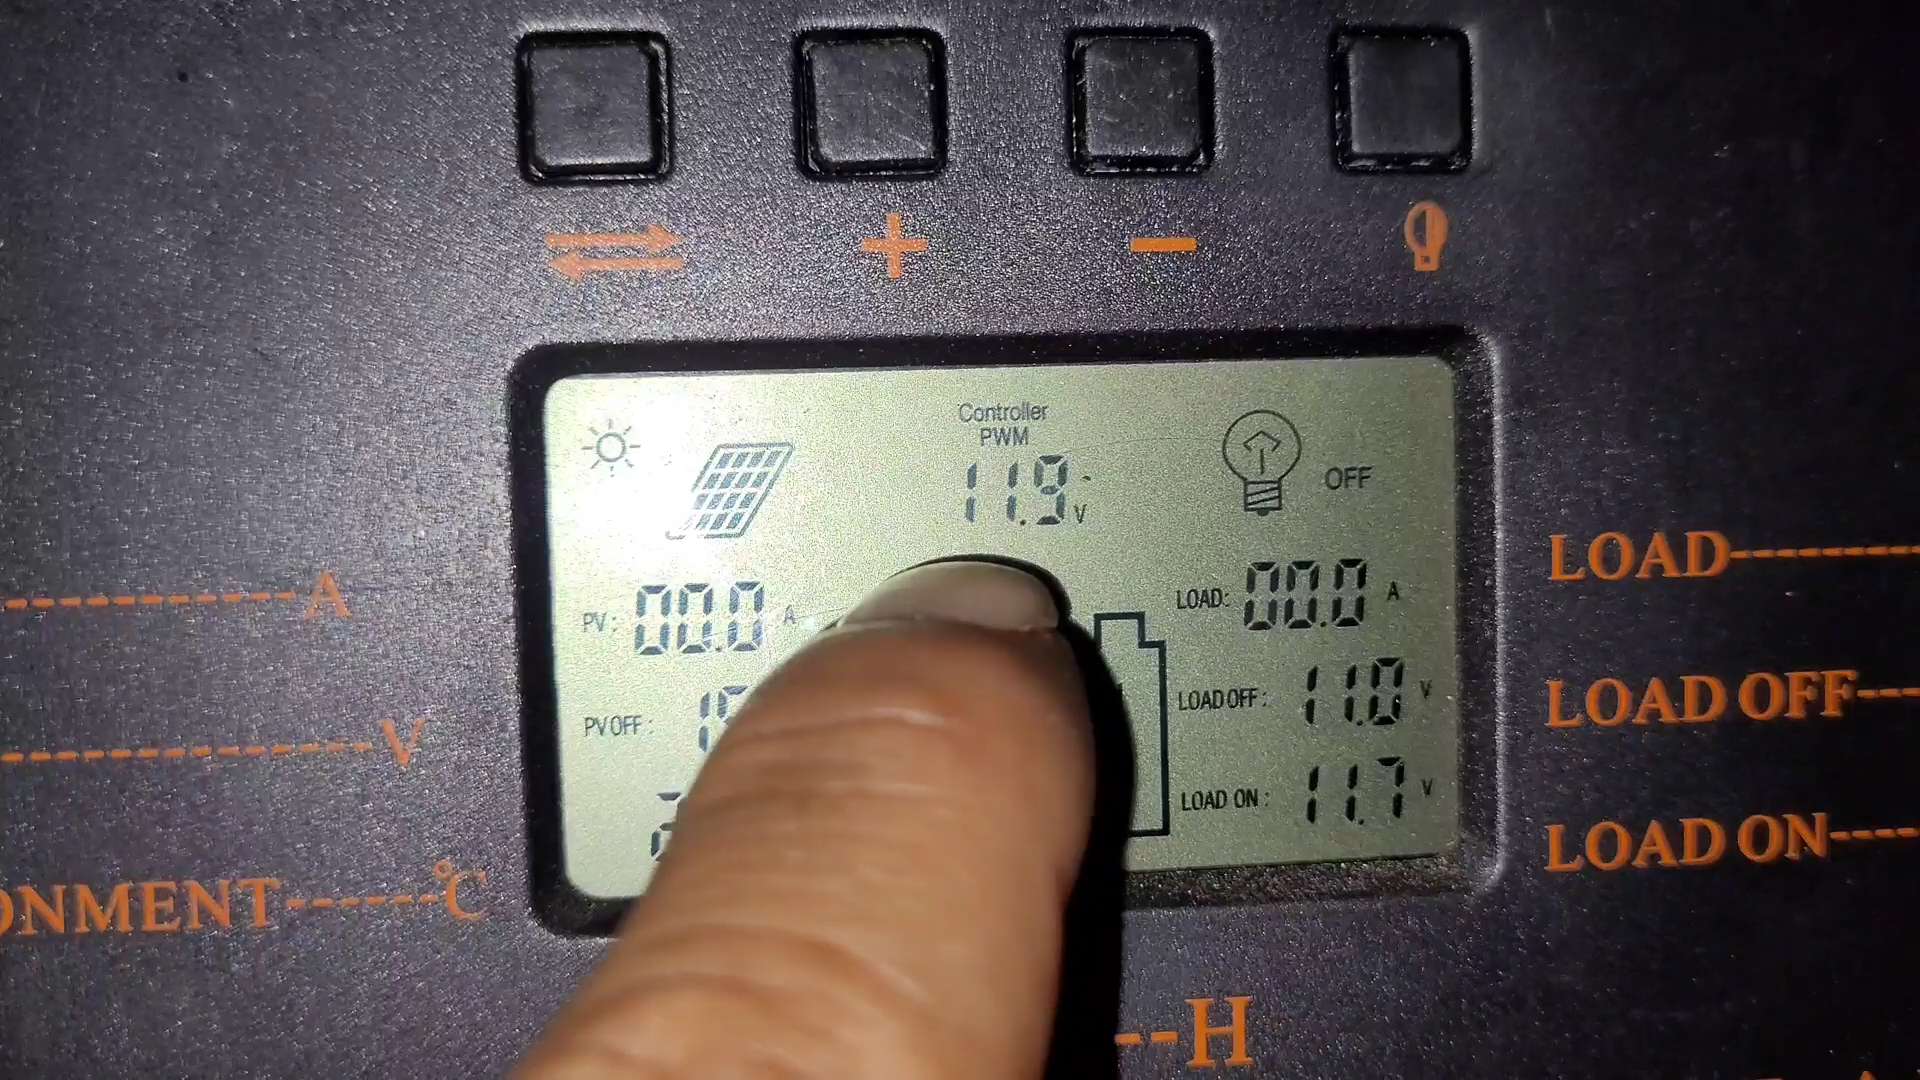 Controller
PWM
11.9 V
OFF
PV: 00.0 A
LOAD: 00.0 A
PV OFF:
LOAD OFF: 11.0 V
LOAD ON: 11.7 V
A
V
ONMENT------°C
LOAD
LOAD OFF
LOAD ON
--H